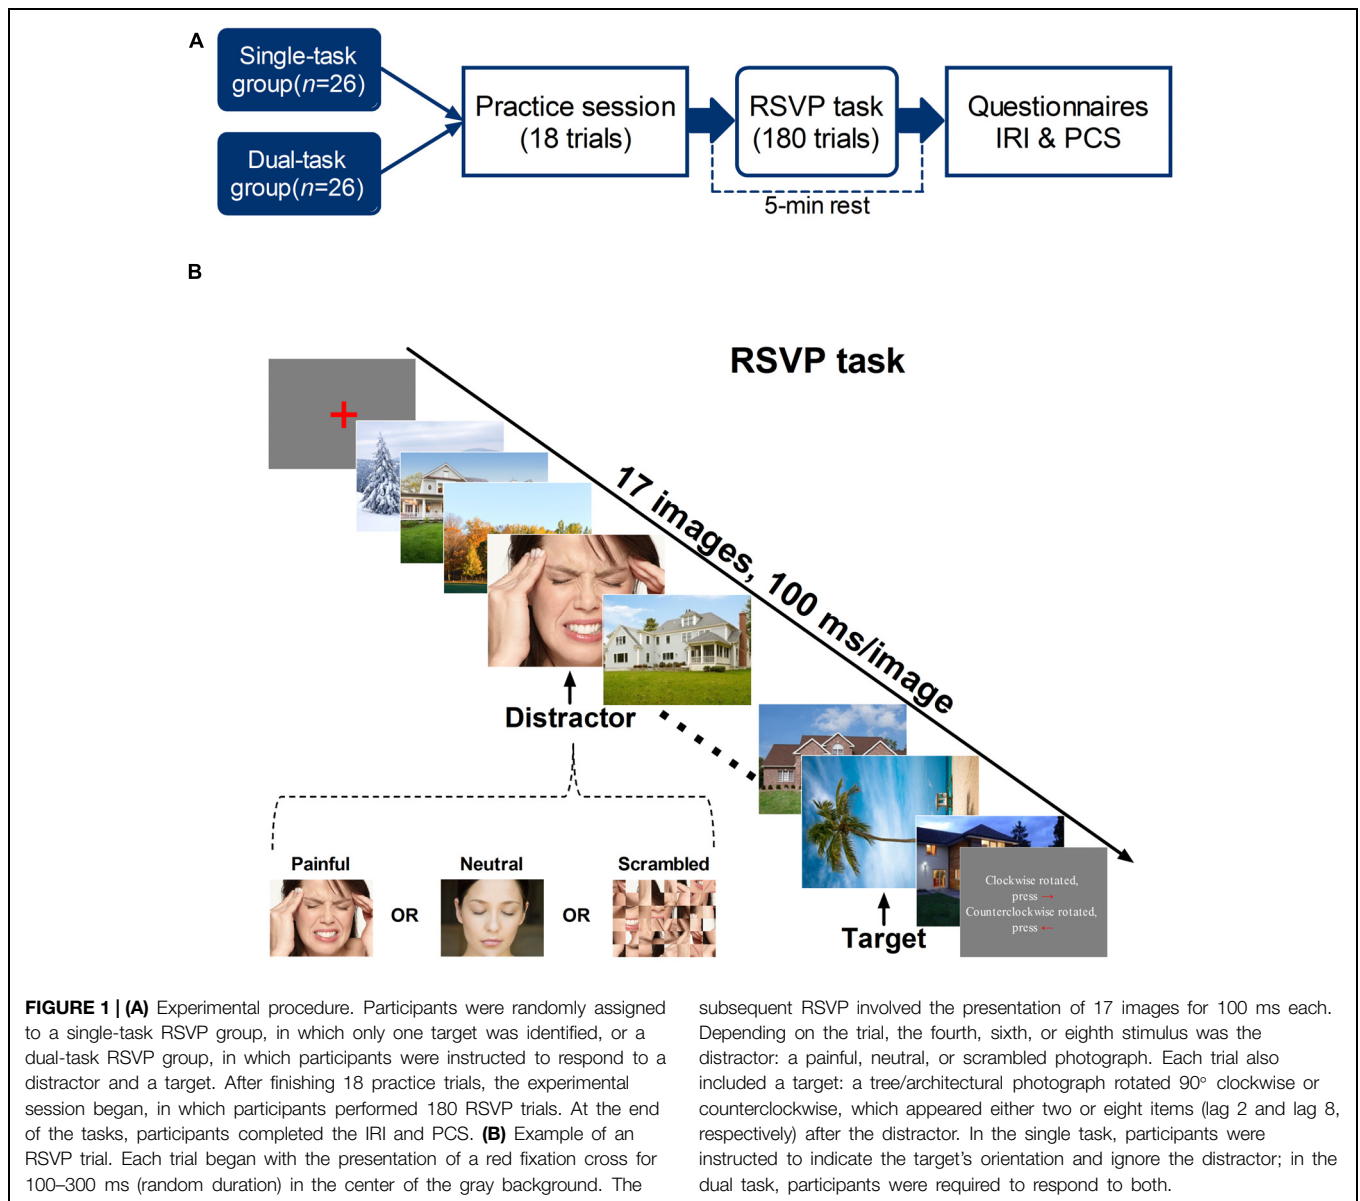 A
Single-task
group(n=26)
Dual-task
group(n=26)
Practice session
(18 trials)
RSVP task
(180 trials)
Questionnaires
IRI & PCS
5-min rest
B
RSVP task
17 images, 100 ms/image
Distractor
Painful
OR
Neutral
OR
Scrambled
Target
Clockwise rotated,
press →
Counterclockwise rotated,
press ←
FIGURE 1 | (A) Experimental procedure. Participants were randomly assigned
to a single-task RSVP group, in which only one target was identified, or a
dual-task RSVP group, in which participants were instructed to respond to a
distractor and a target. After finishing 18 practice trials, the experimental
session began, in which participants performed 180 RSVP trials. At the end
of the tasks, participants completed the IRI and PCS. (B) Example of an
RSVP trial. Each trial began with the presentation of a red fixation cross for
100–300 ms (random duration) in the center of the gray background. The
subsequent RSVP involved the presentation of 17 images for 100 ms each.
Depending on the trial, the fourth, sixth, or eighth stimulus was the
distractor: a painful, neutral, or scrambled photograph. Each trial also
included a target: a tree/architectural photograph rotated 90° clockwise or
counterclockwise, which appeared either two or eight items (lag 2 and lag 8,
respectively) after the distractor. In the single task, participants were
instructed to indicate the target's orientation and ignore the distractor; in the
dual task, participants were required to respond to both.